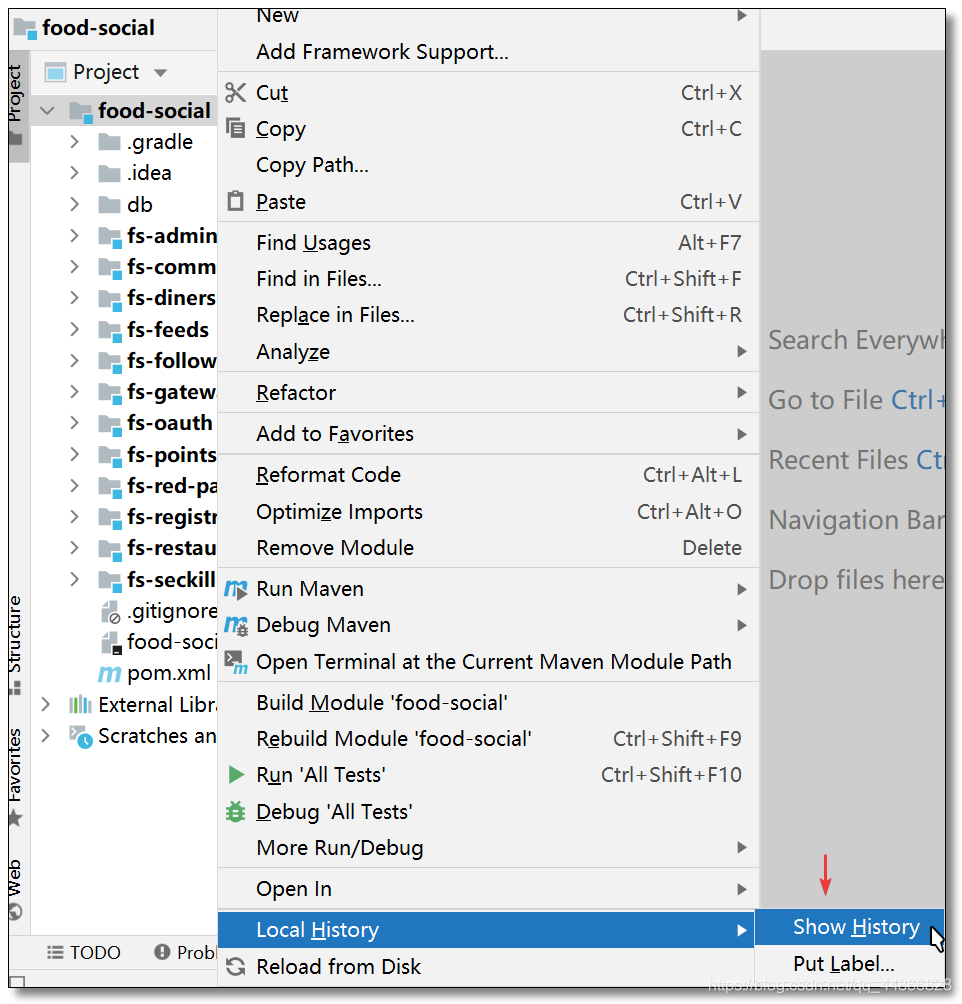 food-social
Project
Project
food-social
.gradle
.idea
db
fs-admin
fs-comm
fs-diners
fs-feeds
fs-follow
fs-gatew
fs-oauth
fs-points
fs-red-pa
fs-registr
fs-restau
fs-seckill
.gitignore
food-soci
pom.xml
External Libr
Scratches an
Structure
Favorites
Web
TODO
Probl
New
Add Framework Support...
Cut Ctrl+X
Copy Ctrl+C
Copy Path...
Paste Ctrl+V
Find Usages Alt+F7
Find in Files... Ctrl+Shift+F
Replace in Files... Ctrl+Shift+R
Analyze
Refactor
Add to Favorites
Reformat Code Ctrl+Alt+L
Optimize Imports Ctrl+Alt+O
Remove Module Delete
Run Maven
Debug Maven
Open Terminal at the Current Maven Module Path
Build Module 'food-social'
Rebuild Module 'food-social' Ctrl+Shift+F9
Run 'All Tests' Ctrl+Shift+F10
Debug 'All Tests'
More Run/Debug
Open In
Local History
Reload from Disk
Show History
Put Label...
Search Everywh
Go to File Ctrl+
Recent Files Ct
Navigation Bar
Drop files here